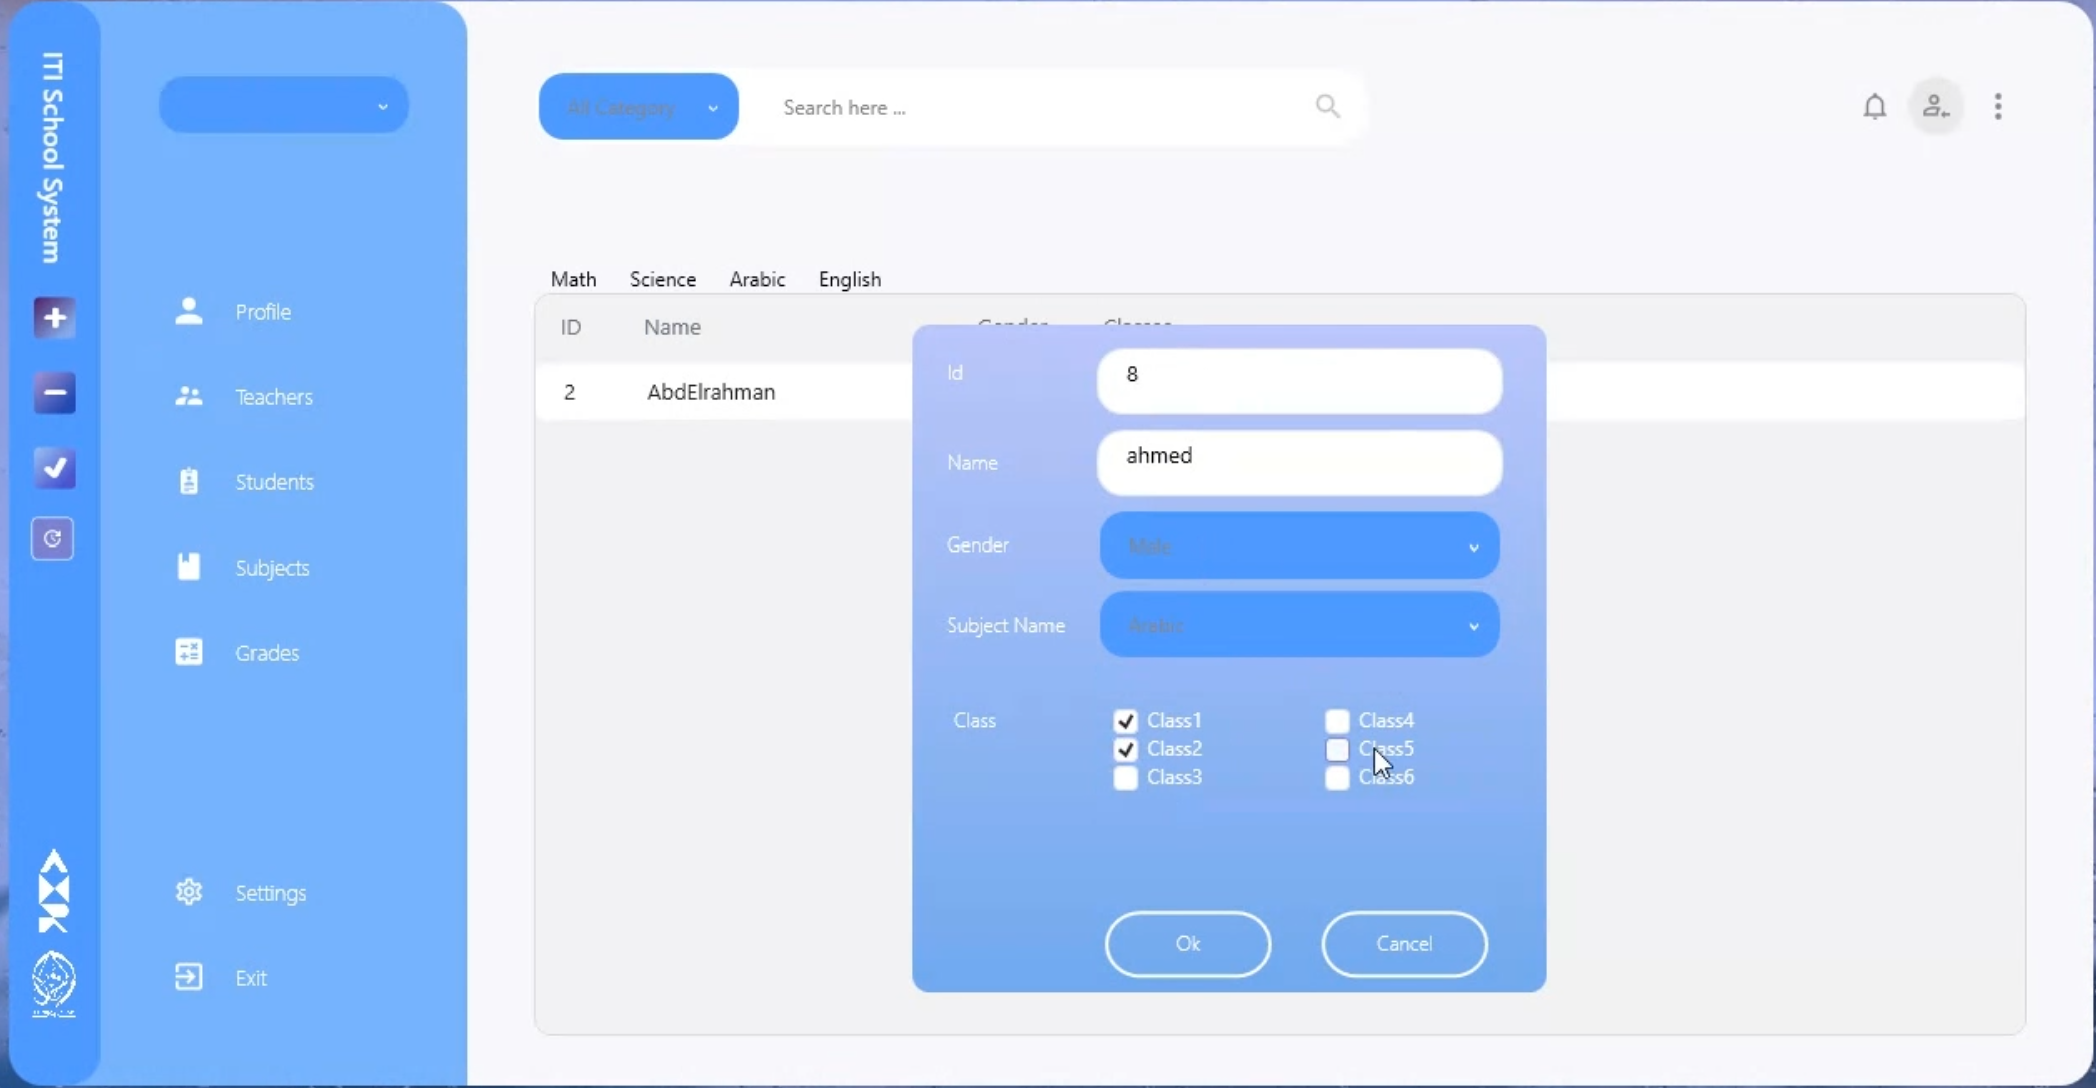 ITI School System
All Category
Search here ...
Profile
Teachers
Students
Subjects
Grades
Settings
Exit
Math Science Arabic English
ID Name Gender Classes
2 AbdElrahman
Id 8
Name ahmed
Gender Male
Subject Name Arabic
Class
Class1 Class4
Class2 Class5
Class3 Class6
Ok Cancel